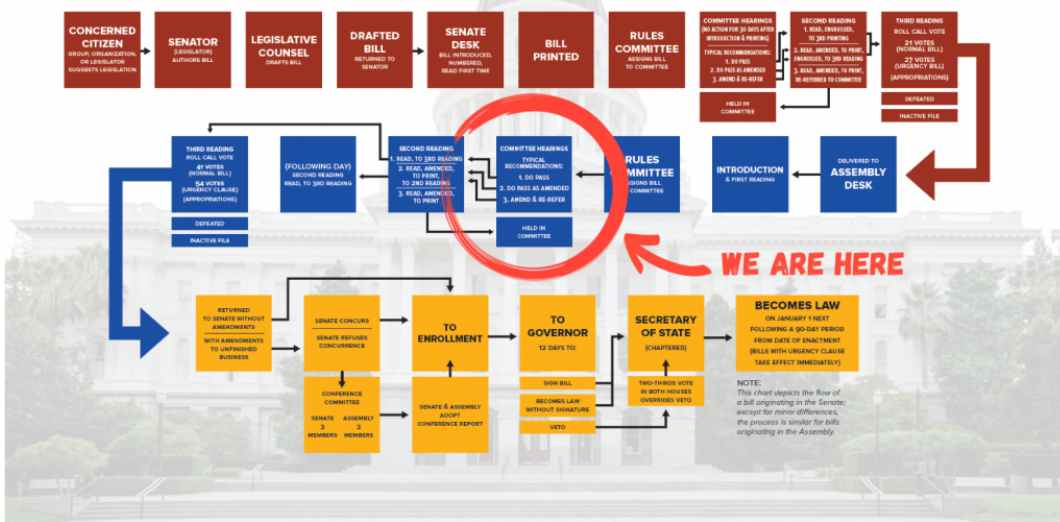 CONCERNED
CITIZEN
GROUP, ORGANIZATION,
OR LEGISLATOR
SUGGESTS LEGISLATION
SENATOR
(LEGISLATOR)
AUTHORS BILL
LEGISLATIVE
COUNSEL
DRAFTS BILL
DRAFTED
BILL
RETURNED TO
SENATOR
SENATE
DESK
BILL INTRODUCED,
NUMBERED,
READ FIRST TIME
BILL
PRINTED
RULES
COMMITTEE
ASSIGNS BILL
TO COMMITTEE
COMMITTEE HEARINGS
(NO ACTION FOR 30 DAYS AFTER
INTRODUCTION & PRINTING)
TYPICAL
RECOMMENDATIONS:
1. DO PASS
2. DO PASS AS AMENDED
3. AMEND & RE-REFER
HELD IN
COMMITTEE
SECOND READING
1. READ, ENGROSSED,
TO 3RD PRINTING
2. READ, AMENDED, TO PRINT,
ENGROSSED, TO 3RD READING
3. READ, AMENDED, TO PRINT,
RE-REFERRED TO COMMITTEE
THIRD READING
ROLL CALL VOTE
21 VOTES
(NORMAL BILL)
27 VOTES
(URGENCY BILL)
(APPROPRIATIONS)
DEFEATED
INACTIVE FILE
THIRD READING
ROLL CALL VOTE
41 VOTES
(NORMAL BILL)
54 VOTES
(URGENCY CLAUSE)
(APPROPRIATIONS)
DEFEATED
INACTIVE FILE
(FOLLOWING DAY)
SECOND READING
READ, TO 3RD READING
SECOND READING
1. READ, TO 3RD READING
2. READ, AMENDED,
TO PRINT,
TO 2ND READING
3. READ, AMENDED,
TO PRINT
COMMITTEE HEARINGS
TYPICAL
RECOMMENDATIONS:
1. DO PASS
2. DO PASS AS AMENDED
3. AMEND & RE-REFER
HELD IN
COMMITTEE
RULES
COMMITTEE
BILL
COMMITTEE
INTRODUCTION
& FIRST READING
DELIVERED TO
ASSEMBLY
DESK
WE ARE HERE
RETURNED
TO SENATE WITHOUT
AMENDMENTS
WITH AMENDMENTS
TO UNFINISHED
BUSINESS
SENATE CONCURS
SENATE REFUSES
CONCURRENCE
CONFERENCE
COMMITTEE
SENATE ASSEMBLY
3 3
MEMBERS MEMBERS
TO
ENROLLMENT
SENATE & ASSEMBLY
ADOPT
CONFERENCE REPORT
TO
GOVERNOR
12 DAYS TO:
SIGN BILL
BECOMES LAW
WITHOUT SIGNATURE
VETO
SECRETARY
OF STATE
(CHAPTERED)
TWO-THIRDS VOTE
IN BOTH HOUSES
OVERRIDES VETO
BECOMES LAW
ON JANUARY 1 NEXT
FOLLOWING A 90-DAY PERIOD
FROM DATE OF ENACTMENT
(BILLS WITH URGENCY CLAUSE
TAKE EFFECT IMMEDIATELY)
NOTE:
This chart depicts the flow of
a bill originating in the Senate;
except for minor differences,
the process is similar for bills
originating in the Assembly.